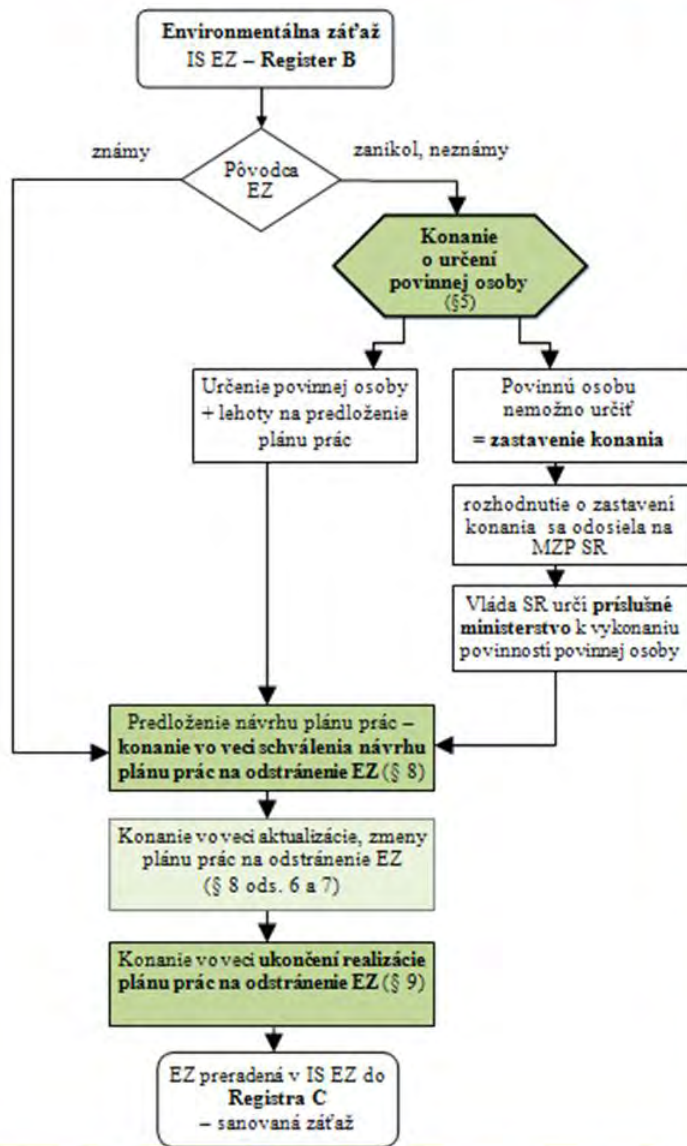 Environmentálna záťaž
IS EZ – Register B
známy
zanikol, neznámy
Pôvodca
EZ
Konanie
o určení
povinnej osoby
(§5)
Určenie povinnej osoby
+ lehoty na predloženie
plánu prác
Povinnú osobu
nemožno určiť
= zastavenie konania
rozhodnutie o zastavení
konania sa odosiela na
MZP SR
Vláda SR určí príslušné
ministerstvo k vykonaniu
povinností povinnej osoby
Predloženie návrhu plánu prác –
konanie vo veci schválenia návrhu
plánu prác na odstránenie EZ (§ 8)
Konanie vo veci aktualizácie, zmeny
plánu prác na odstránenie EZ
(§ 8 ods. 6 a 7)
Konanie vo veci ukončení realizácie
plánu prác na odstránenie EZ (§ 9)
EZ preradená v IS EZ do
Registra C
– sanovaná záťaž